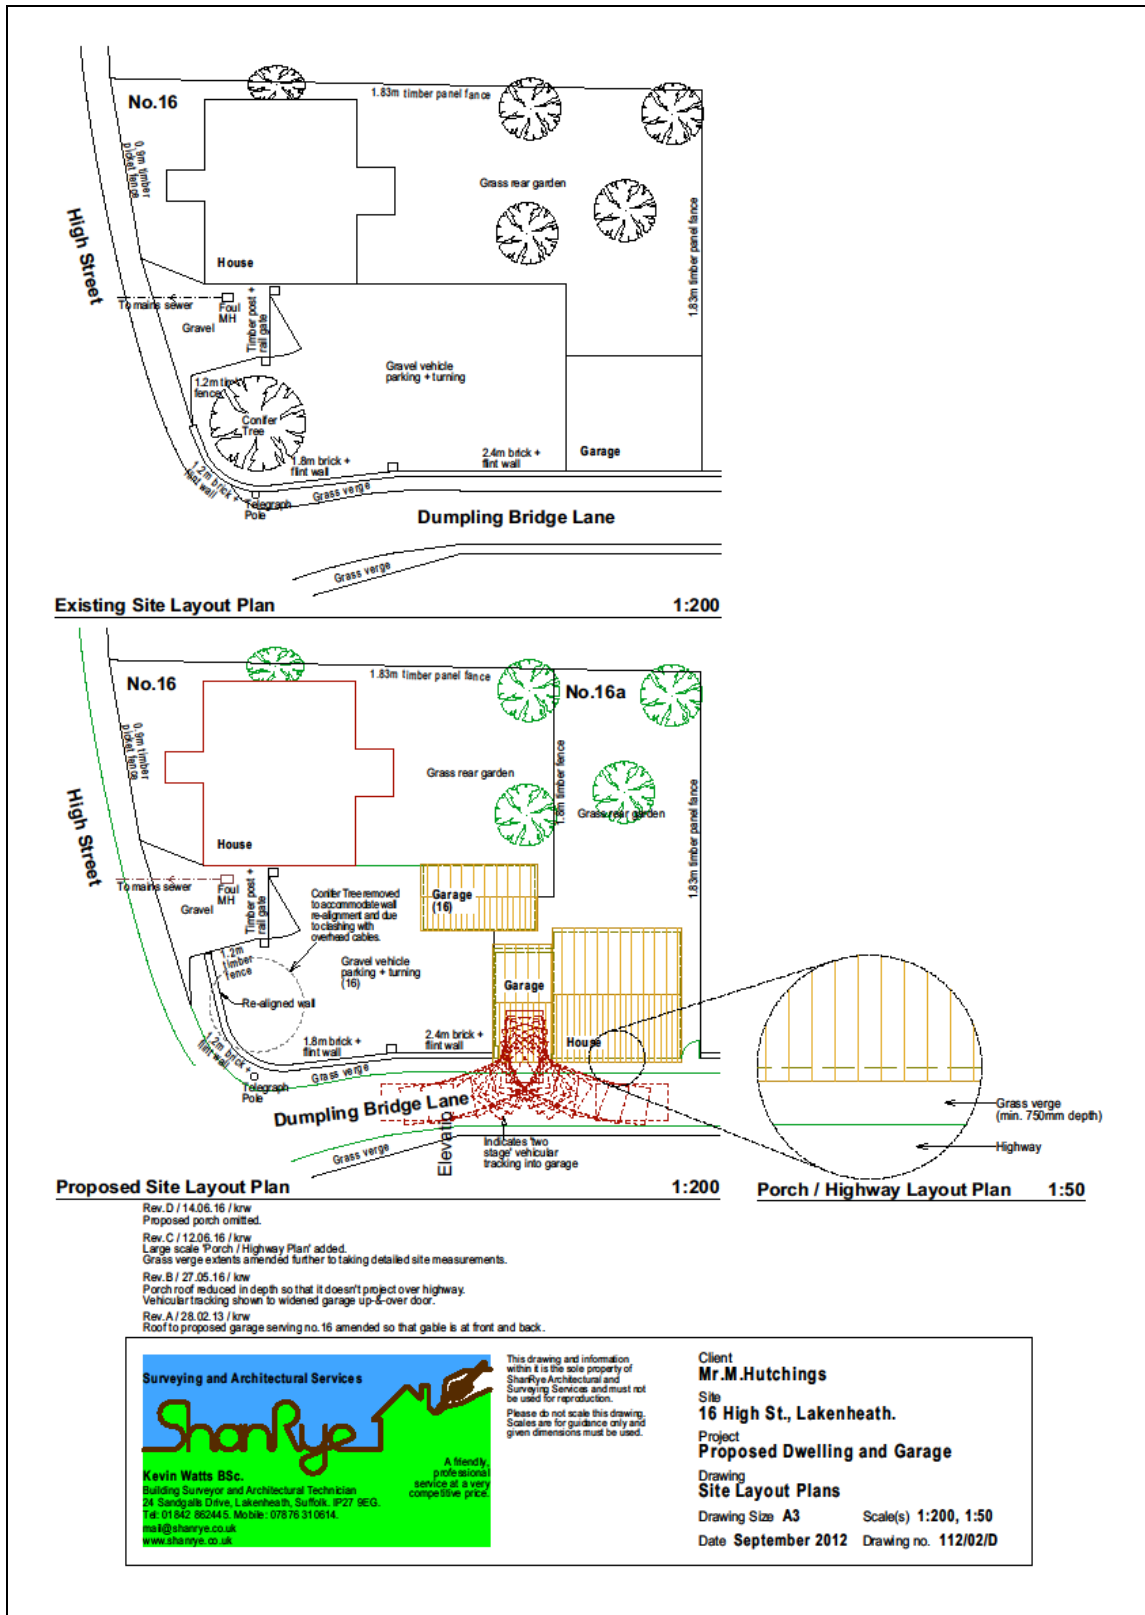 No.16
1.83m timber panel fance
0.9m timber
picket fence
Grass rear garden
1.83m timber panel fance
High Street
House
To mains sewer
Foul
MH
Gravel
Timber post +
rail gate
Gravel vehicle
parking + turning
1.2m
fence
Conifer
Tree
1.8m brick +
flint wall
2.4m brick +
flint wall
Garage
1.2m brick +
flint wall
Telegraph
Pole
Grass verge
Dumpling Bridge Lane
Grass verge
Existing Site Layout Plan 1:200
No.16
1.83m timber panel fance
No.16a
0.9m timber
picket fence
Grass rear garden
1.8m timber fence
Grass rear garden
1.83m timber panel fance
High Street
House
To mains sewer
Foul
MH
Gravel
Timber post +
rail gate
Conifer Tree removed
to accommodate wall
re-alignment and due
to clashing with
overhead cables.
Garage
(16)
1.2m
timber
fence
Gravel vehicle
parking + turning
(16)
Garage
Re-aligned wall
1.8m brick +
flint wall
2.4m brick +
flint wall
House
1.2m brick +
flint wall
Telegraph
Pole
Grass verge
Dumpling Bridge Lane
Elevatio
Indicates 'two
stage' vehicular
tracking into garage
Grass verge
Grass verge
(min. 750mm depth)
Highway
Proposed Site Layout Plan 1:200
Porch / Highway Layout Plan 1:50
Rev.D / 14.06.16 / krw
Proposed porch omitted.
Rev.C / 12.06.16 / krw
Large scale 'Porch / Highway Plan' added.
Grass verge extents amended further to taking detailed site measurements.
Rev.B / 27.05.16 / krw
Porch roof reduced in depth so that it doesn't project over highway.
Vehicular tracking shown to widened garage up-&-over door.
Rev.A / 28.02.13 / krw
Roof to proposed garage serving no.16 amended so that gable is at front and back.
Surveying and Architectural Services
ShanRye
A friendly,
professional
service at a very
competitive price.
Kevin Watts BSc.
Building Surveyor and Architectural Technician
24 Sandgalls Drive, Lakenheath, Suffolk. IP27 9EG.
Tel: 01842 862445. Mobile: 07876 310614.
mail@shanrye.co.uk
www.shanrye.co.uk
This drawing and information
within it is the sole property of
ShanRye Architectural and
Surveying Services and must not
be used for reproduction.
Please do not scale this drawing.
Scales are for guidance only and
given dimensions must be used.
Client
Mr.M.Hutchings
Site
16 High St., Lakenheath.
Project
Proposed Dwelling and Garage
Drawing
Site Layout Plans
Drawing Size A3 Scale(s) 1:200, 1:50
Date September 2012 Drawing no. 112/02/D